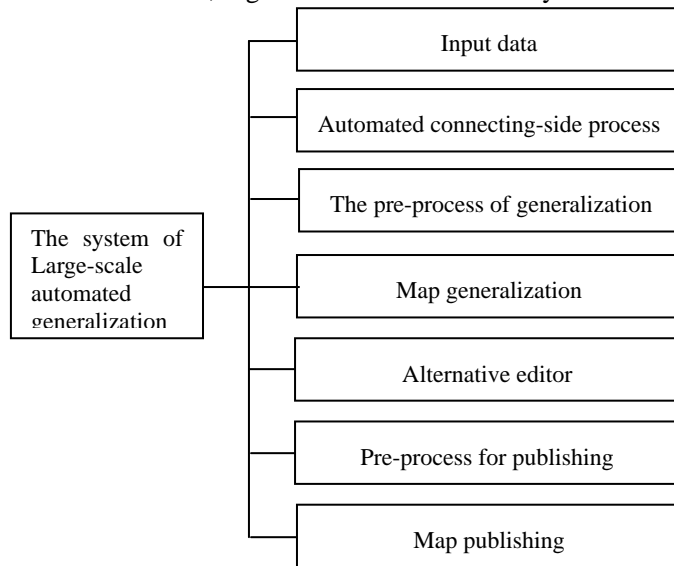 Input data
Automated connecting-side process
The pre-process of generalization
The system of
Large-scale
automated
generalization
Map generalization
Alternative editor
Pre-process for publishing
Map publishing